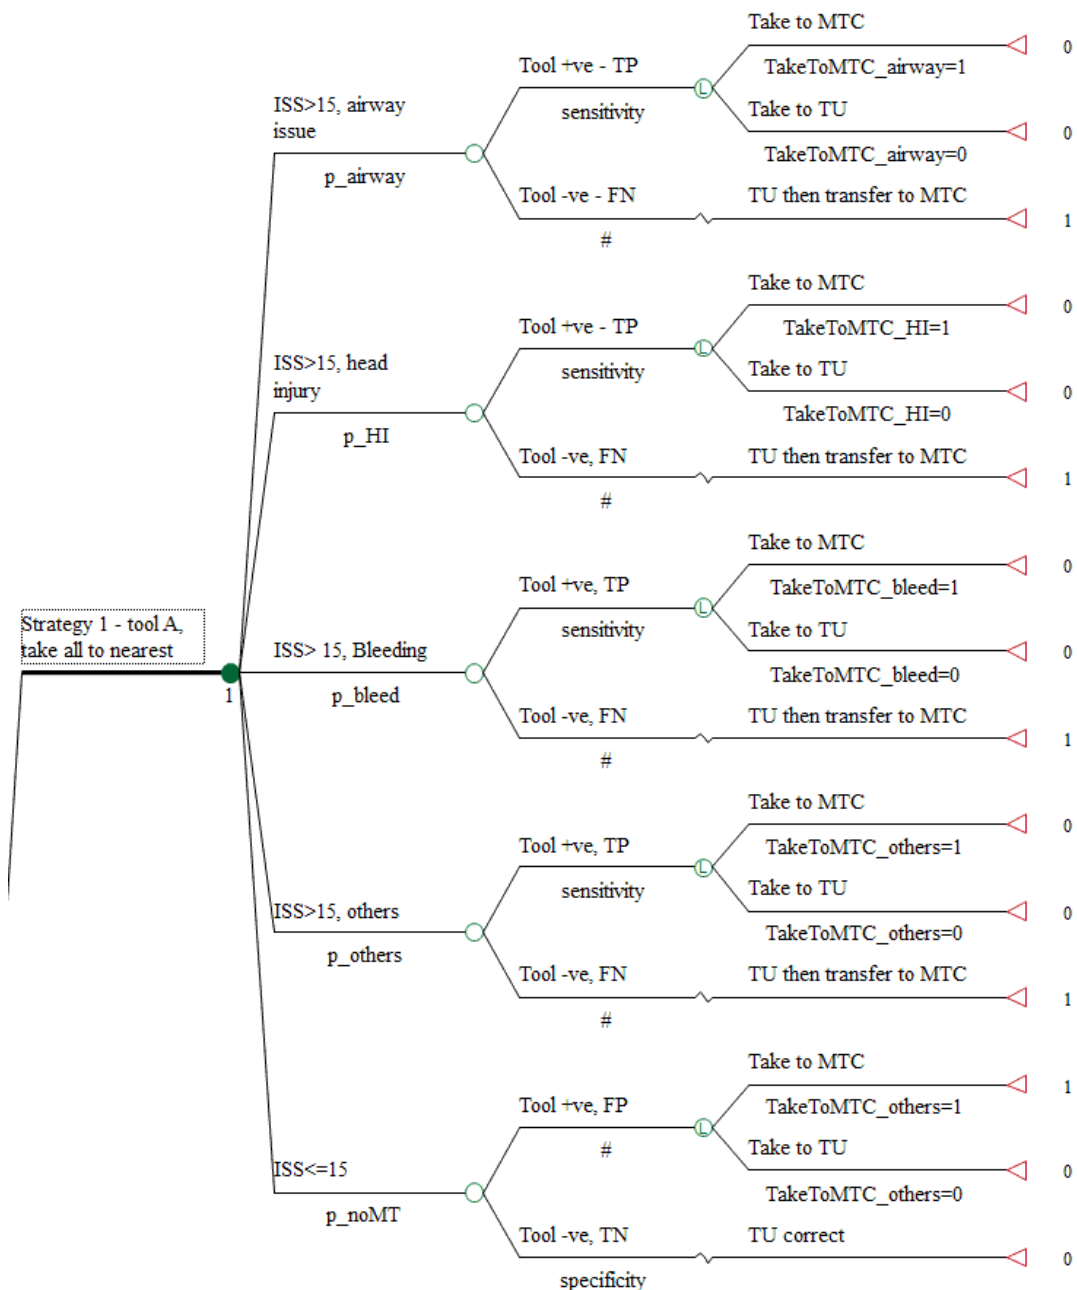 Take to MTC
0
TakeToMTC_airway=1
Tool +ve - TP
sensitivity
Take to TU
0
TakeToMTC_airway=0
ISS>15, airway
issue
p_airway
Tool -ve - FN
#
TU then transfer to MTC
1
Take to MTC
0
TakeToMTC_HI=1
Tool +ve - TP
sensitivity
Take to TU
0
TakeToMTC_HI=0
ISS>15, head
injury
p_HI
Tool -ve, FN
#
TU then transfer to MTC
1
Take to MTC
0
TakeToMTC_bleed=1
Tool +ve, TP
sensitivity
Take to TU
0
TakeToMTC_bleed=0
Strategy 1 - tool A,
take all to nearest
1
ISS> 15, Bleeding
p_bleed
Tool -ve, FN
#
TU then transfer to MTC
1
Take to MTC
0
TakeToMTC_others=1
Tool +ve, TP
sensitivity
Take to TU
0
TakeToMTC_others=0
ISS>15, others
p_others
Tool -ve, FN
#
TU then transfer to MTC
1
Take to MTC
1
TakeToMTC_others=1
Tool +ve, FP
#
Take to TU
0
TakeToMTC_others=0
ISS<=15
p_noMT
Tool -ve, TN
specificity
TU correct
0
L
L
L
L
L